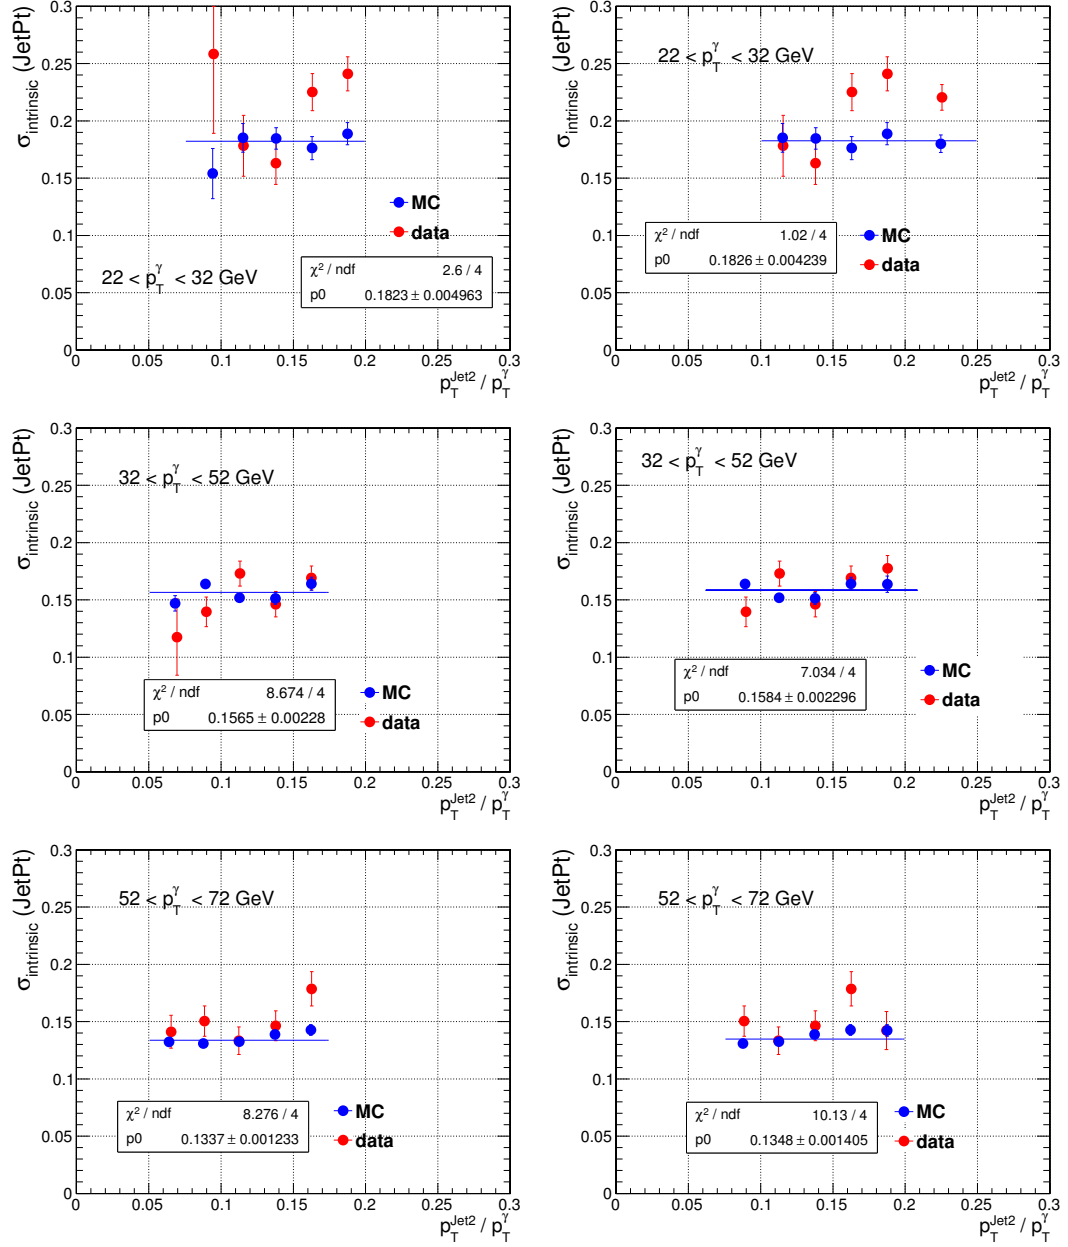 σintrinsic (JetPt)
0.3
0.25
0.2
0.15
0.1
0.05
0
22 < pTγ < 32 GeV
MC
data
χ2 / ndf 2.6 / 4
p0 0.1823 ± 0.004963
0 0.05 0.1 0.15 0.2 0.25 0.3
pTJet2 / pTγ
σintrinsic (JetPt)
0.3
0.25
0.2
0.15
0.1
0.05
0
22 < pTγ < 32 GeV
χ2 / ndf 1.02 / 4
p0 0.1826 ± 0.004239
MC
data
0 0.05 0.1 0.15 0.2 0.25 0.3
pTJet2 / pTγ
σintrinsic (JetPt)
0.3
0.25
0.2
0.15
0.1
0.05
0
32 < pTγ < 52 GeV
χ2 / ndf 8.674 / 4
p0 0.1565 ± 0.00228
MC
data
0 0.05 0.1 0.15 0.2 0.25 0.3
pTJet2 / pTγ
σintrinsic (JetPt)
0.3
0.25
0.2
0.15
0.1
0.05
0
32 < pTγ < 52 GeV
χ2 / ndf 7.034 / 4
p0 0.1584 ± 0.002296
MC
data
0 0.05 0.1 0.15 0.2 0.25 0.3
pTJet2 / pTγ
σintrinsic (JetPt)
0.3
0.25
0.2
0.15
0.1
0.05
0
52 < pTγ < 72 GeV
χ2 / ndf 8.276 / 4
p0 0.1337 ± 0.001233
MC
data
0 0.05 0.1 0.15 0.2 0.25 0.3
pTJet2 / pTγ
σintrinsic (JetPt)
0.3
0.25
0.2
0.15
0.1
0.05
0
52 < pTγ < 72 GeV
χ2 / ndf 10.13 / 4
p0 0.1348 ± 0.001405
MC
data
0 0.05 0.1 0.15 0.2 0.25 0.3
pTJet2 / pTγ